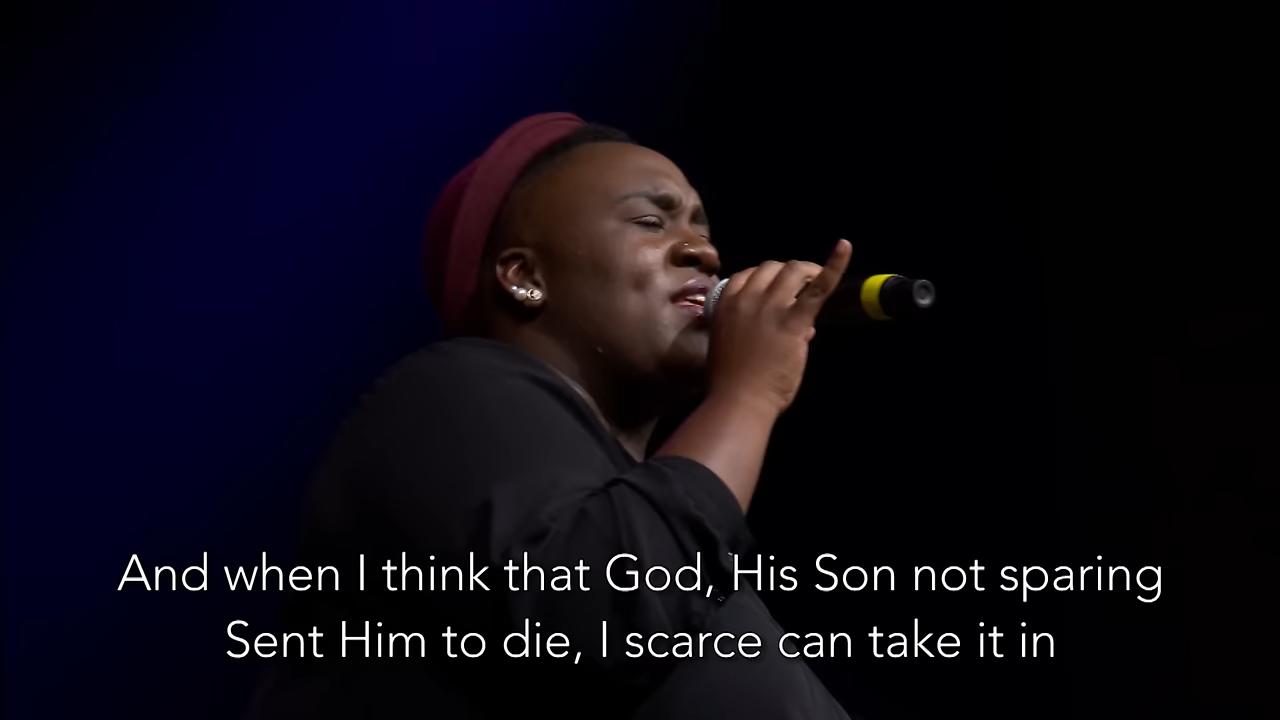 And when I think that God, His Son not sparing
Sent Him to die, I scarce can take it in